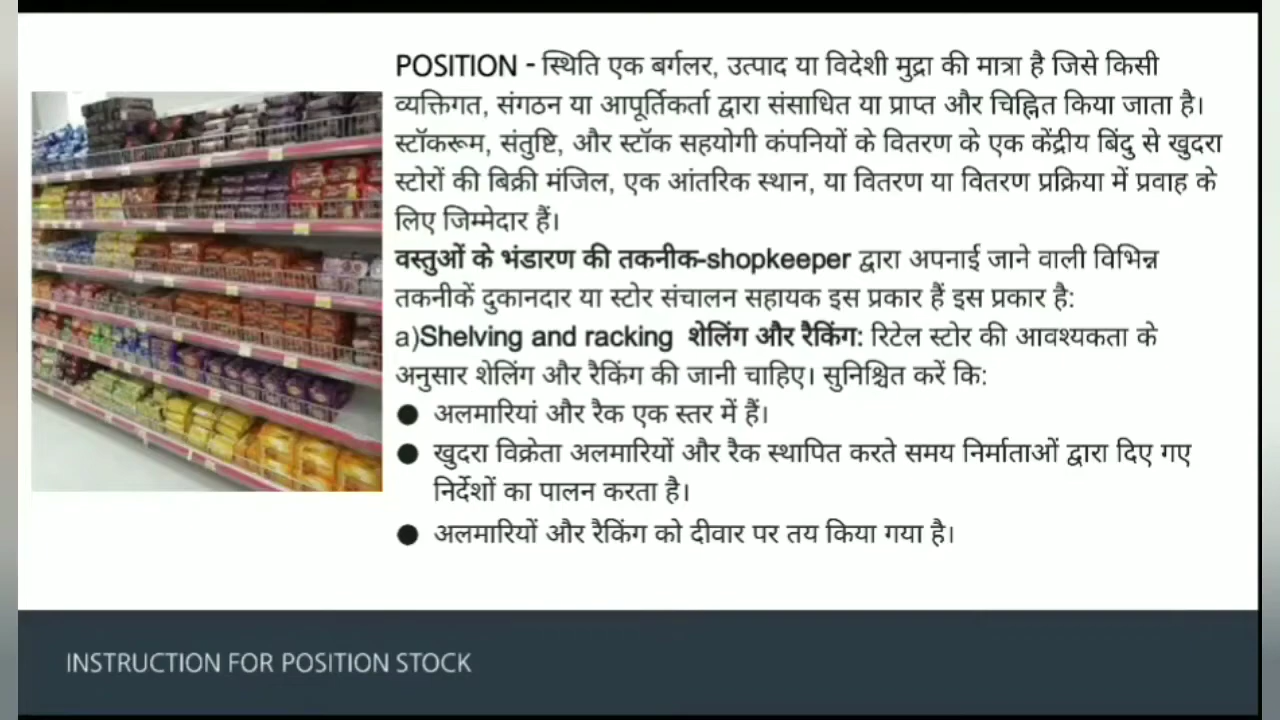 POSITION - स्थिति एक बर्गलर, उत्पाद या विदेशी मुद्रा की मात्रा है जिसे किसी
व्यक्तिगत, संगठन या आपूर्तिकर्ता द्वारा संसाधित या प्राप्त और चिह्नित किया जाता है।
स्टॉकरूम, संतुष्टि, और स्टॉक सहयोगी कंपनियों के वितरण के एक केंद्रीय बिंदु से खुदरा
स्टोरों की बिक्री मंजिल, एक आंतरिक स्थान, या वितरण या वितरण प्रक्रिया में प्रवाह के
लिए जिम्मेदार हैं।
वस्तुओं के भंडारण की तकनीक-shopkeeper द्वारा अपनाई जाने वाली विभिन्न
तकनीकें दुकानदार या स्टोर संचालन सहायक इस प्रकार हैं इस प्रकार है:
a)Shelving and racking शेलिंग और रैकिंग: रिटेल स्टोर की आवश्यकता के
अनुसार शेलिंग और रैकिंग की जानी चाहिए। सुनिश्चित करें कि:
● अलमारियां और रैक एक स्तर में हैं।
● खुदरा विक्रेता अलमारियों और रैक स्थापित करते समय निर्माताओं द्वारा दिए गए
निर्देशों का पालन करता है।
● अलमारियों और रैकिंग को दीवार पर तय किया गया है।
INSTRUCTION FOR POSITION STOCK